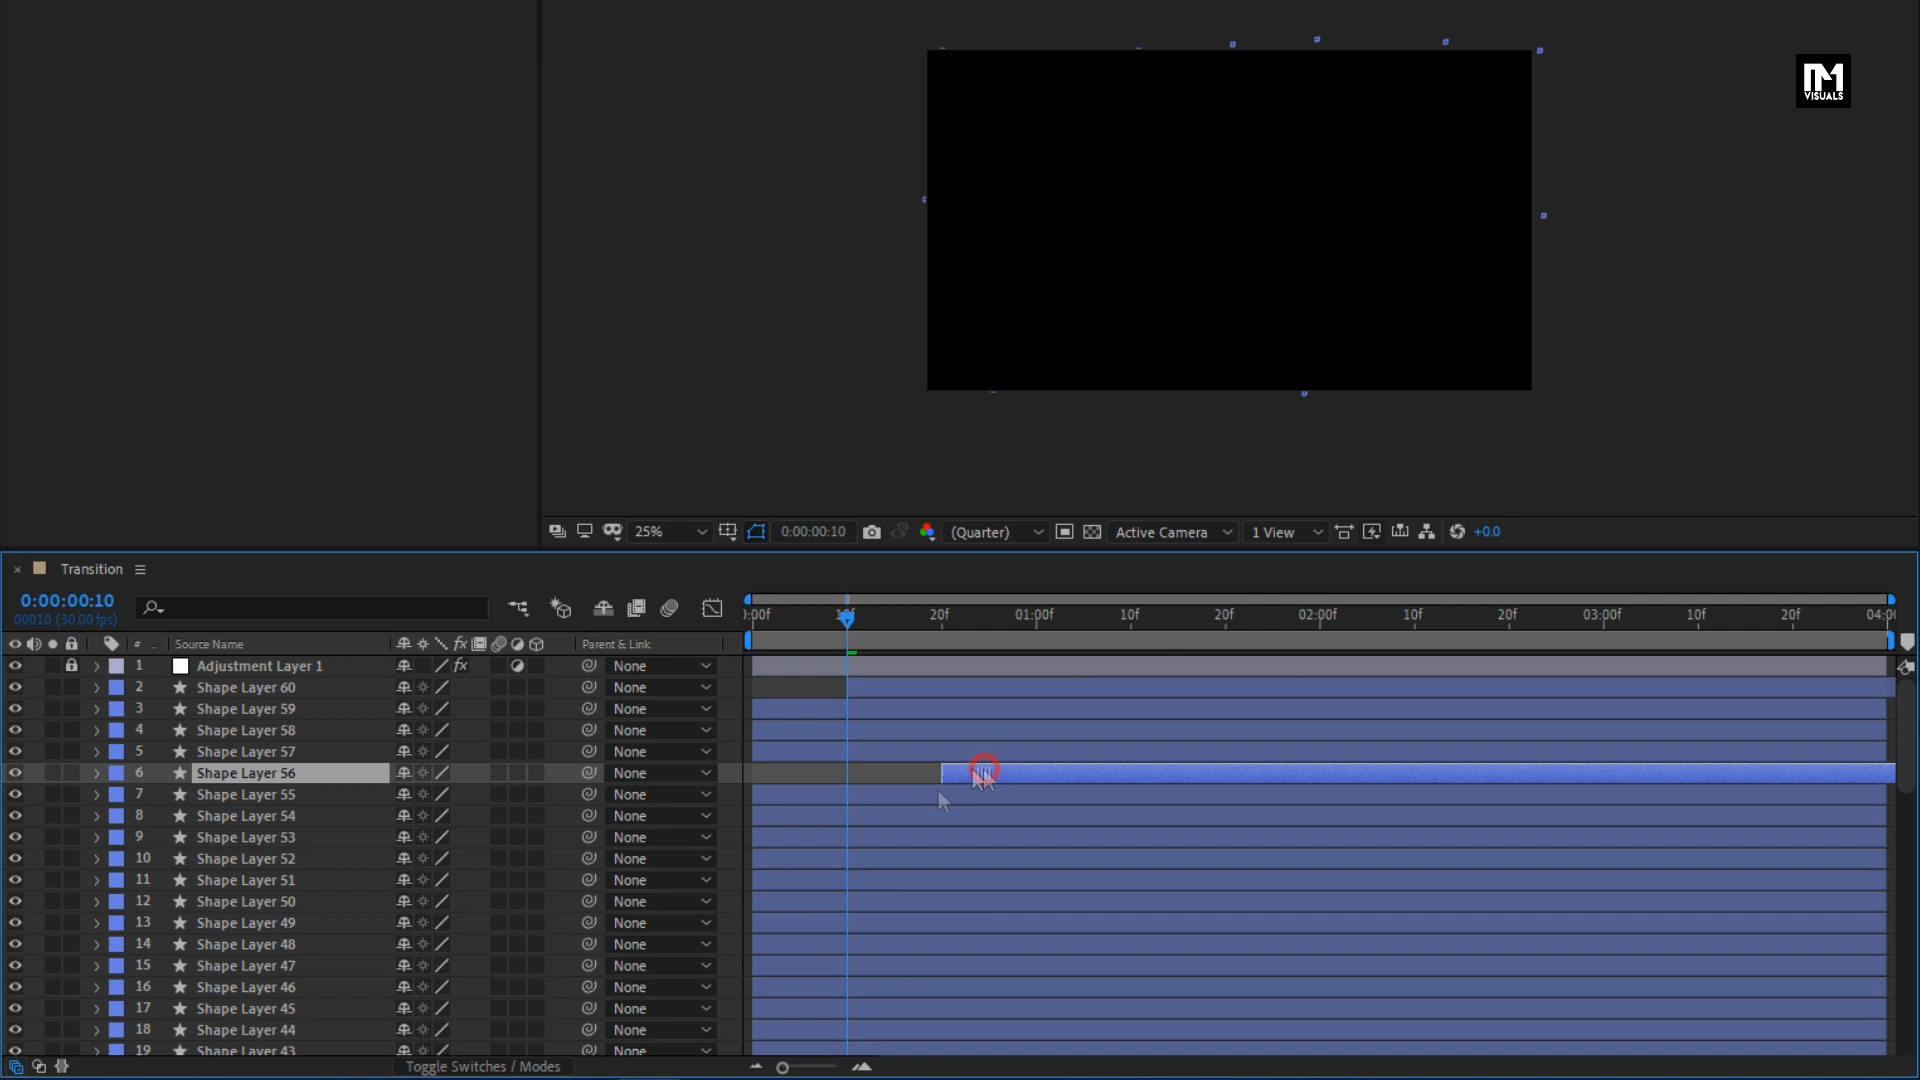 M
VISUALS
25%
0:00:00:10
(Quarter)
Active Camera
1 View
+0.0
Transition
0:00:00:10
00010 (30.00 fps)
:00f 10f 20f 01:00f 10f 20f 02:00f 10f 20f 03:00f 10f 20f 04:00
# Source Name fx Parent & Link
1 Adjustment Layer 1 fx None
2 Shape Layer 60 None
3 Shape Layer 59 None
4 Shape Layer 58 None
5 Shape Layer 57 None
6 Shape Layer 56 None
7 Shape Layer 55 None
8 Shape Layer 54 None
9 Shape Layer 53 None
10 Shape Layer 52 None
11 Shape Layer 51 None
12 Shape Layer 50 None
13 Shape Layer 49 None
14 Shape Layer 48 None
15 Shape Layer 47 None
16 Shape Layer 46 None
17 Shape Layer 45 None
18 Shape Layer 44 None
19 Shape Layer 43 None
Toggle Switches / Modes